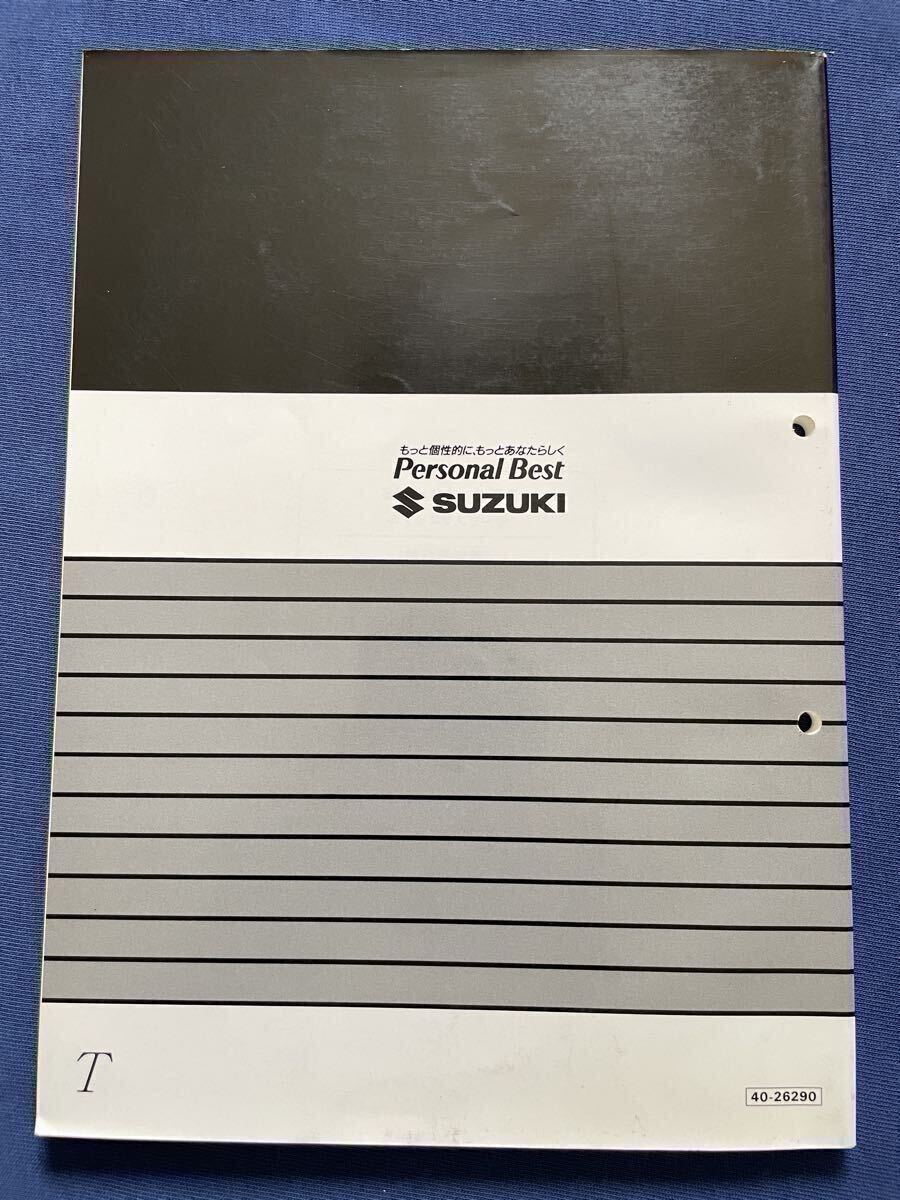 もっと個性的に、もっとあなたらしく
Personal Best
SUZUKI
T
40-26290